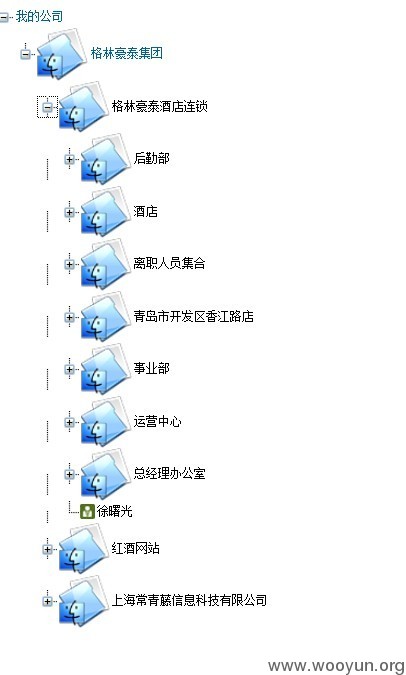 我的公司
格林豪泰集团
格林豪泰酒店连锁
后勤部
酒店
离职人员集合
青岛市开发区香江路店
事业部
运营中心
总经理办公室
徐曙光
红酒网站
上海常青藤信息科技有限公司
www.wooyun.org